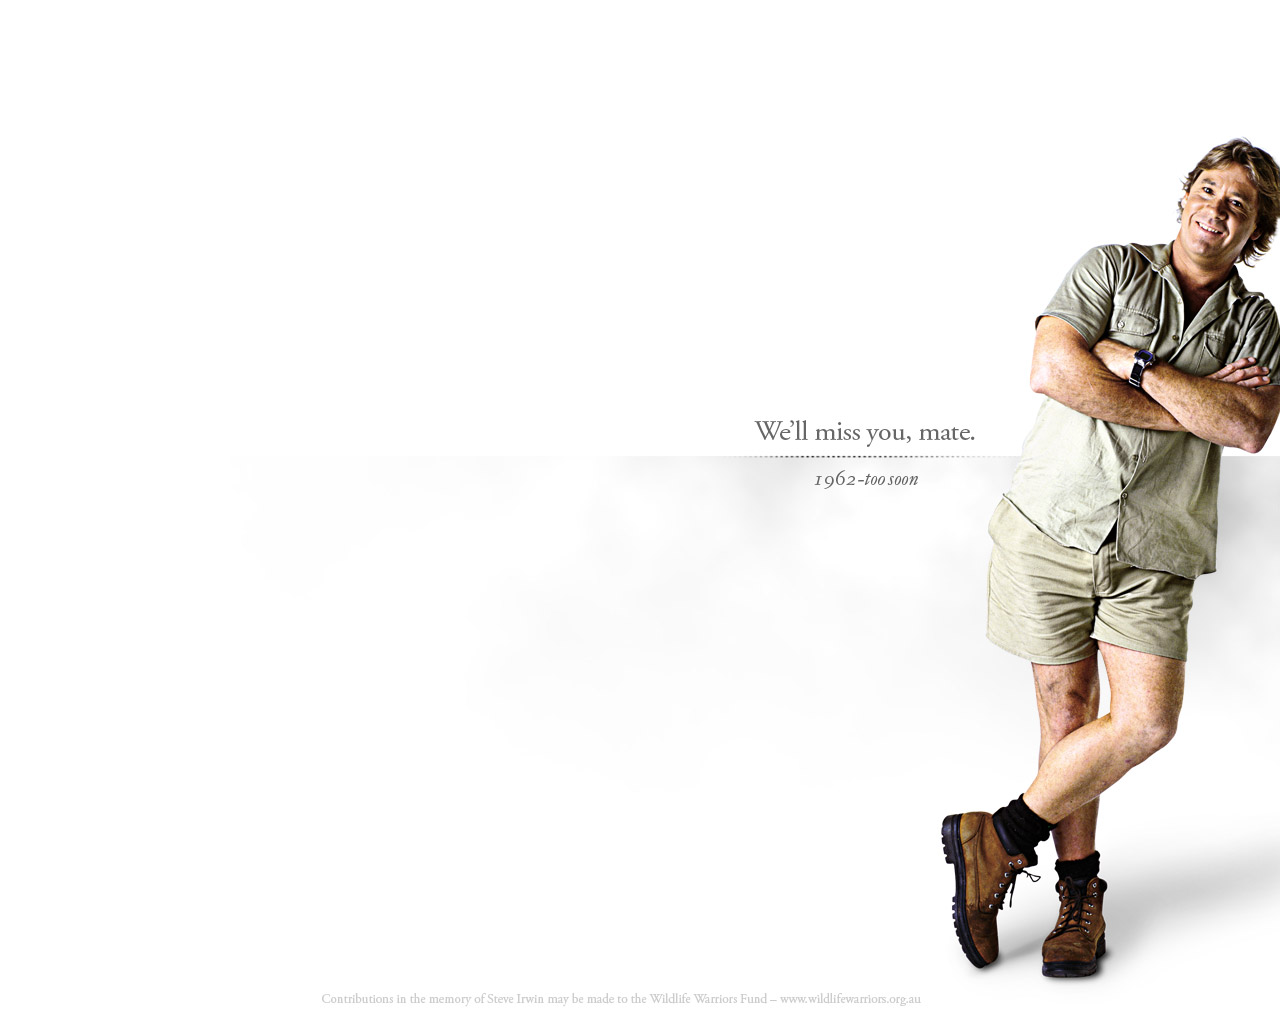 We’ll miss you, mate.
1962-too soon
Contributions in the memory of Steve Irwin may be made to the Wildlife Warriors Fund – www.wildlifewarriors.org.au